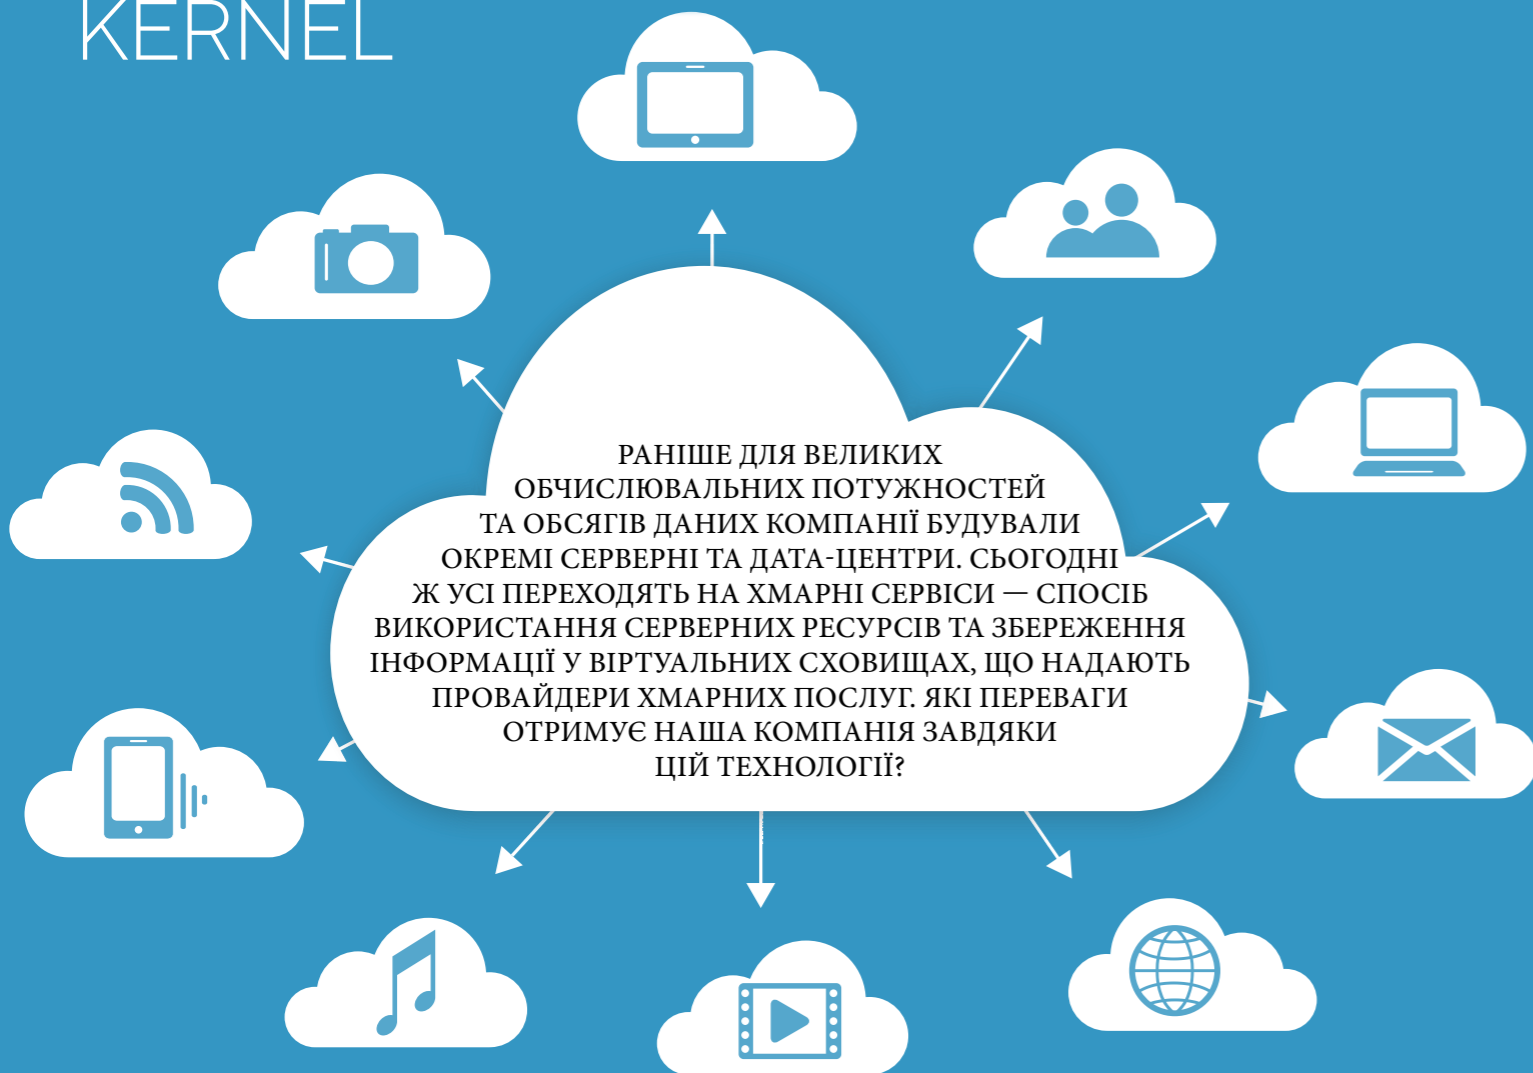 KERNEL
РАНІШЕ ДЛЯ ВЕЛИКИХ
ОБЧИСЛЮВАЛЬНИХ ПОТУЖНОСТЕЙ
ТА ОБСЯГІВ ДАНИХ КОМПАНІЇ БУДУВАЛИ
ОКРЕМІ СЕРВЕРНІ ТА ДАТА-ЦЕНТРИ. СЬОГОДНІ
Ж УСІ ПЕРЕХОДЯТЬ НА ХМАРНІ СЕРВІСИ — СПОСІБ
ВИКОРИСТАННЯ СЕРВЕРНИХ РЕСУРСІВ ТА ЗБЕРЕЖЕННЯ
ІНФОРМАЦІЇ У ВІРТУАЛЬНИХ СХОВИЩАХ, ЩО НАДАЮТЬ
ПРОВАЙДЕРИ ХМАРНИХ ПОСЛУГ. ЯКІ ПЕРЕВАГИ
ОТРИМУЄ НАША КОМПАНІЯ ЗАВДЯКИ
ЦІЙ ТЕХНОЛОГІЇ?